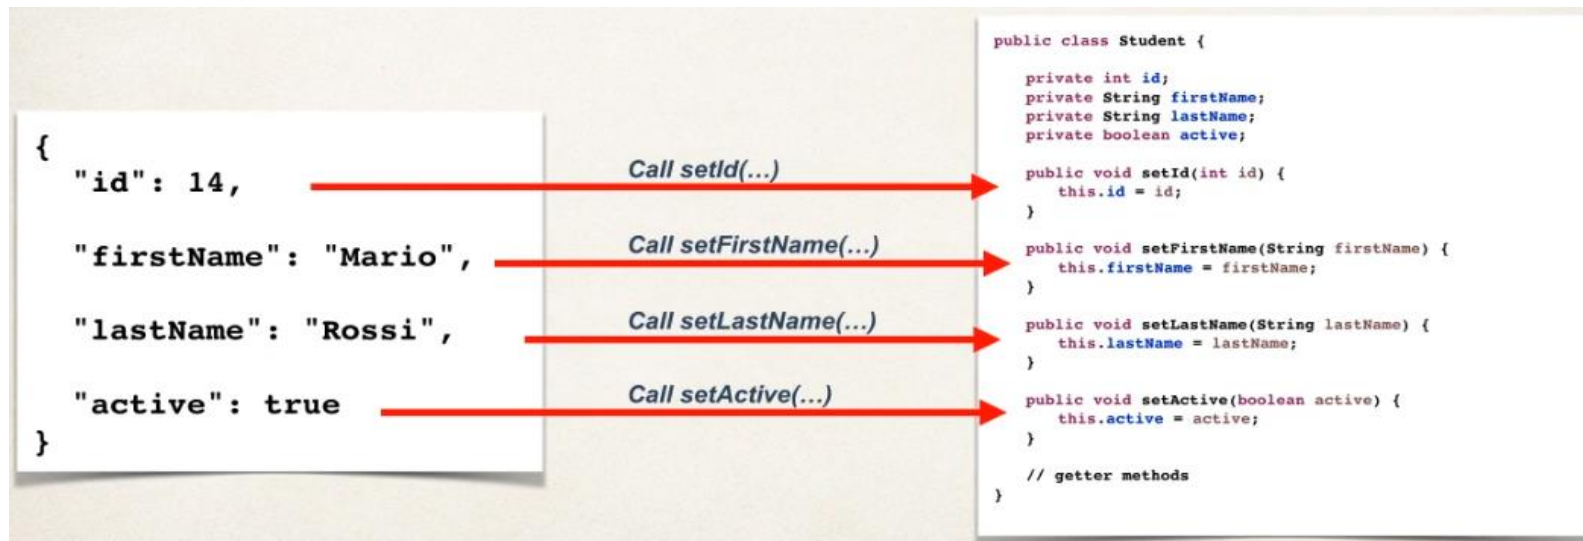 {
"id": 14,
"firstName": "Mario",
"lastName": "Rossi",
"active": true
}
Call setId(...)
Call setFirstName(...)
Call setLastName(...)
Call setActive(...)
public class Student {
private int id;
private String firstName;
private String lastName;
private boolean active;
public void setId(int id) {
this.id = id;
}
public void setFirstName(String firstName) {
this.firstName = firstName;
}
public void setLastName(String lastName) {
this.lastName = lastName;
}
public void setActive(boolean active) {
this.active = active;
}
// getter methods
}